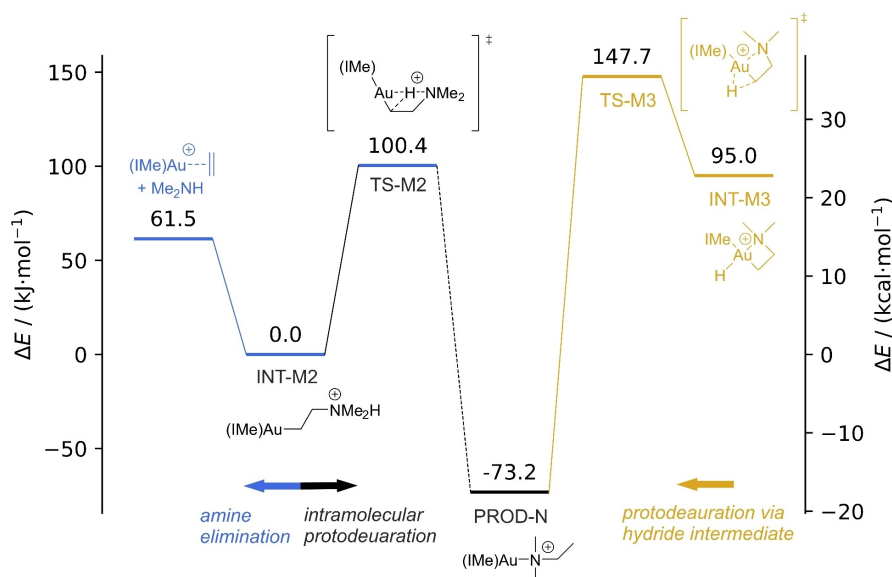 ‡
(IMe)
Au
H
⊕
NMe2
‡
(IMe)
⊕
N
Au
H
150
100
50
0
−50
ΔE / (kJ·mol−1)
⊕
(IMe)Au
+ Me2NH
61.5
0.0
INT-M2
⊕
NMe2H
(IMe)Au
100.4
TS-M2
-73.2
PROD-N
(IMe)Au—N
⊕
147.7
TS-M3
95.0
INT-M3
IMe
⊕
N
Au
H
30
20
10
0
−10
−20
ΔE / (kcal·mol−1)
amine
elimination
intramolecular
protodeuaration
protodeauration via
hydride intermediate